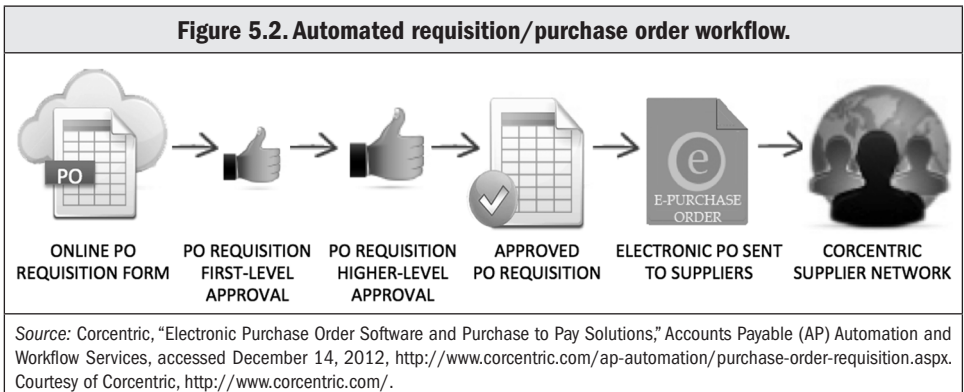 Figure 5.2. Automated requisition/purchase order workflow.
PO
e
E-PURCHASE
ORDER
ONLINE PO
REQUISITION FORM
PO REQUISITION
FIRST-LEVEL
APPROVAL
PO REQUISITION
HIGHER-LEVEL
APPROVAL
APPROVED
PO REQUISITION
ELECTRONIC PO SENT
TO SUPPLIERS
CORCENTRIC
SUPPLIER NETWORK
Source: Corcentric, “Electronic Purchase Order Software and Purchase to Pay Solutions,” Accounts Payable (AP) Automation and
Workflow Services, accessed December 14, 2012, http://www.corcentric.com/ap-automation/purchase-order-requisition.aspx.
Courtesy of Corcentric, http://www.corcentric.com/.